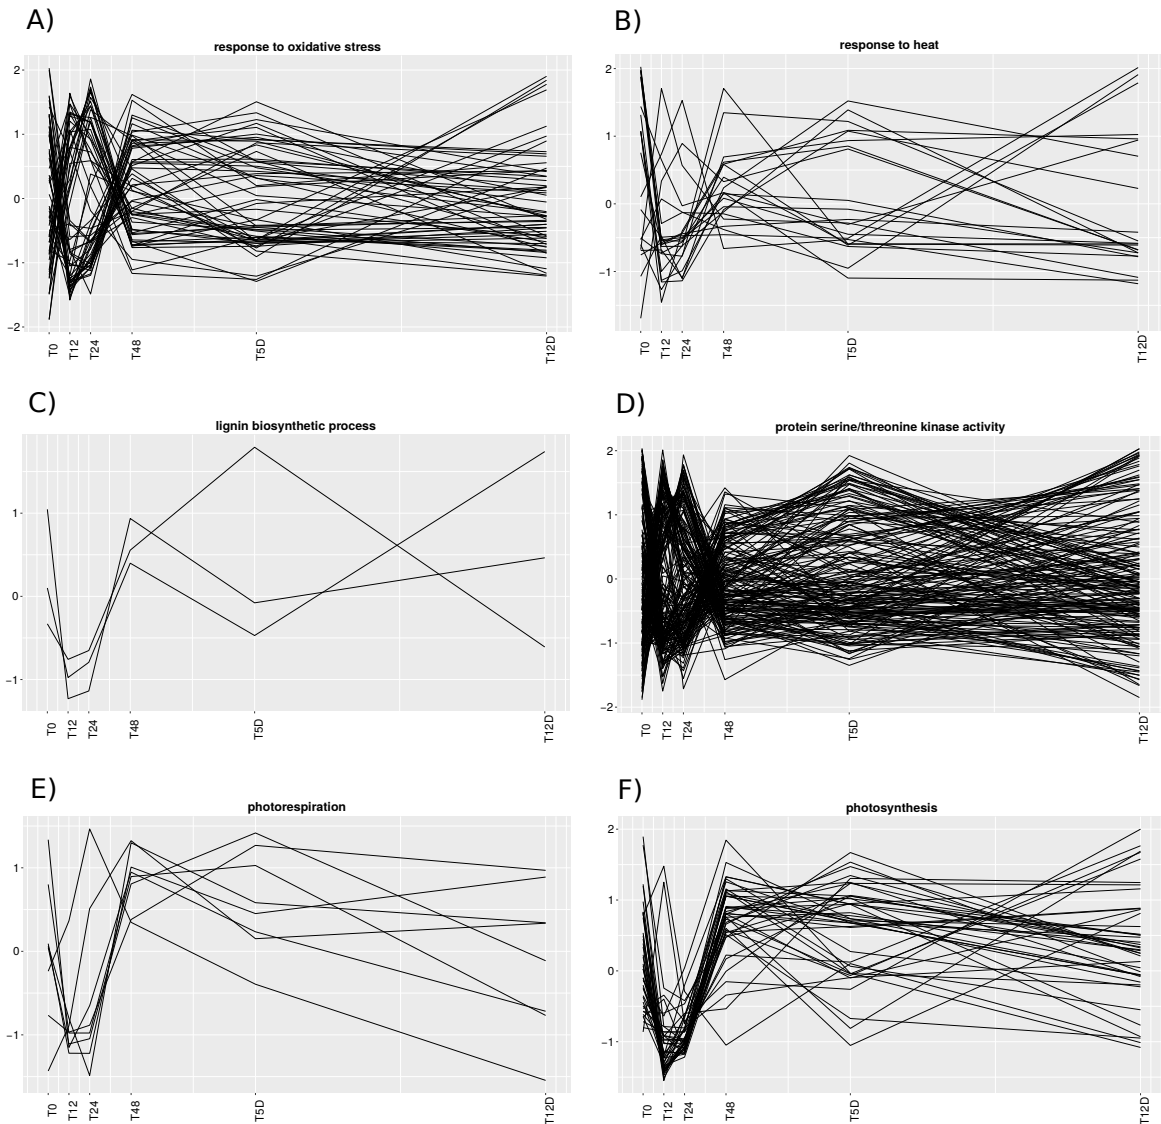 A)
response to oxidative stress
2
1
0
−1
−2
T0
T12
T24
T48
T5D
T12D
B)
response to heat
2
1
0
−1
T0
T12
T24
T48
T5D
T12D
C)
lignin biosynthetic process
1
0
−1
T0
T12
T24
T48
T5D
T12D
D)
protein serine/threonine kinase activity
2
1
0
−1
−2
T0
T12
T24
T48
T5D
T12D
E)
photorespiration
1
0
−1
T0
T12
T24
T48
T5D
T12D
F)
photosynthesis
2
1
0
−1
T0
T12
T24
T48
T5D
T12D